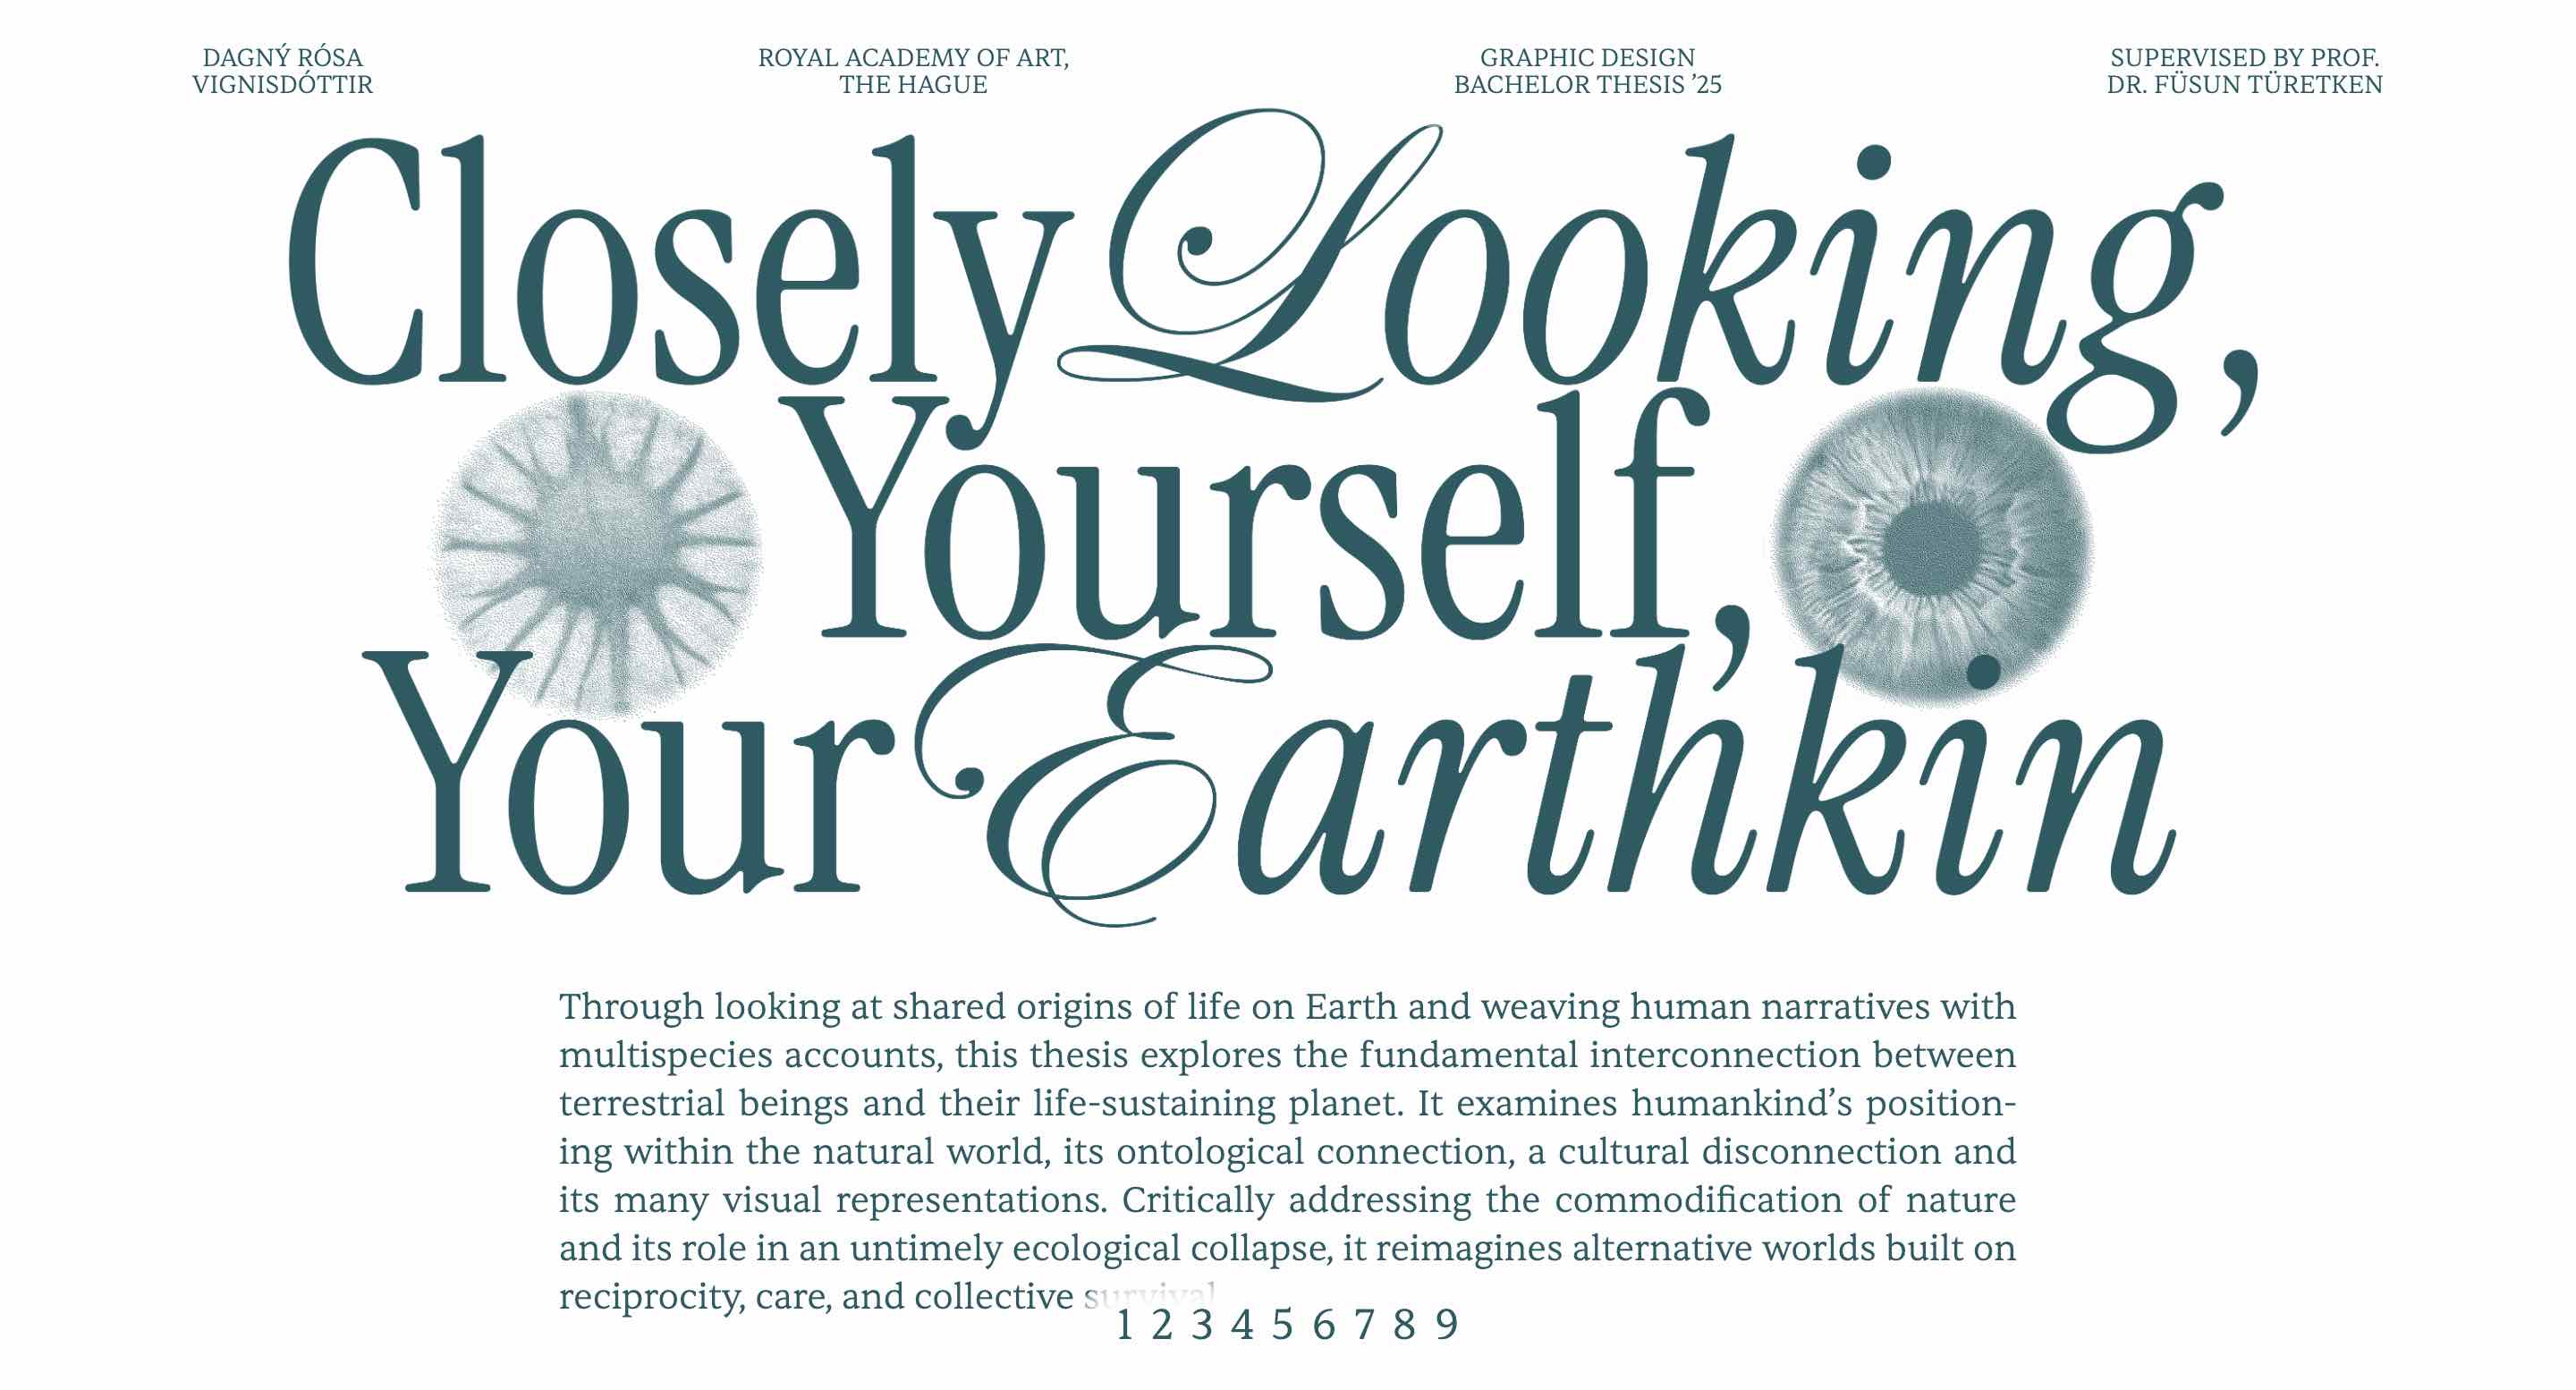 DAGNÝ RÓSA
VIGNISDÓTTIR
ROYAL ACADEMY OF ART,
THE HAGUE
GRAPHIC DESIGN
BACHELOR THESIS ’25
SUPERVISED BY PROF.
DR. FÜSUN TÜRETKEN
Closely Looking,
Yourself,
Your Earthkin
Through looking at shared origins of life on Earth and weaving human narratives with
multispecies accounts, this thesis explores the fundamental interconnection between
terrestrial beings and their life-sustaining planet. It examines humankind’s position-
ing within the natural world, its ontological connection, a cultural disconnection and
its many visual representations. Critically addressing the commodification of nature
and its role in an untimely ecological collapse, it reimagines alternative worlds built on
reciprocity, care, and collective survival
1 2 3 4 5 6 7 8 9